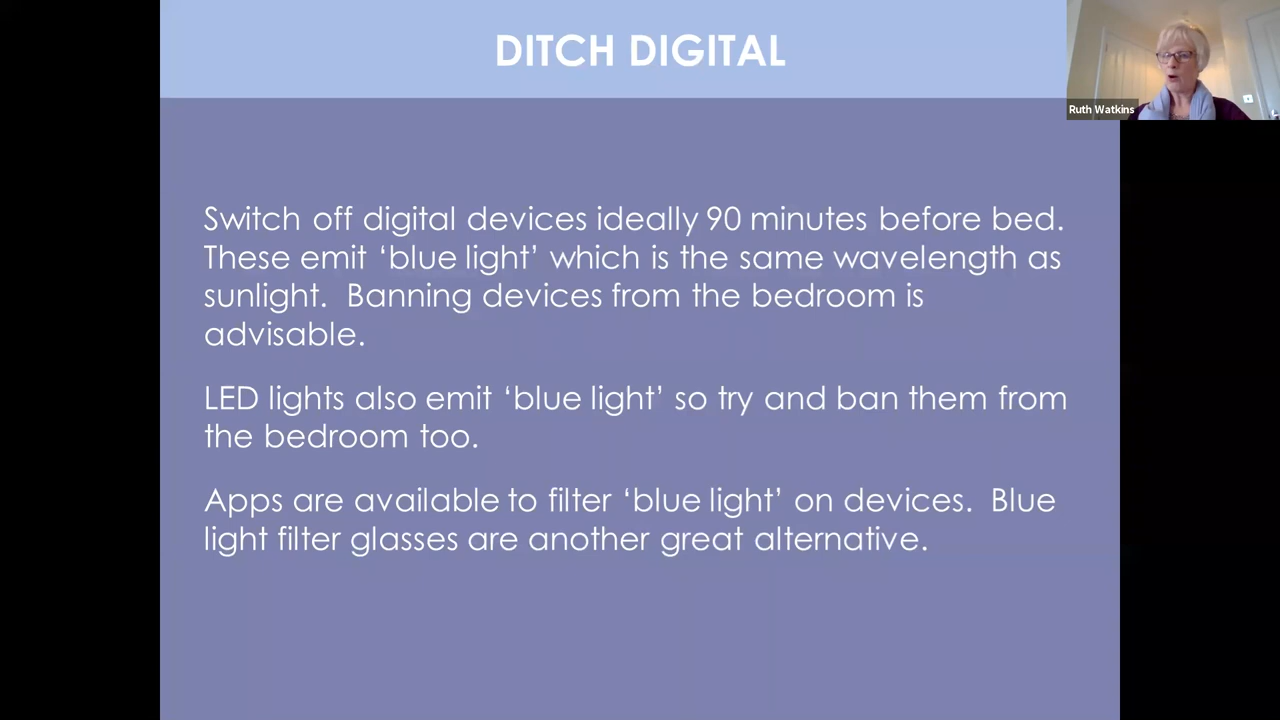 DITCH DIGITAL
Ruth Watkins
Switch off digital devices ideally 90 minutes before bed.
These emit ‘blue light’ which is the same wavelength as
sunlight.  Banning devices from the bedroom is
advisable.
LED lights also emit ‘blue light’ so try and ban them from
the bedroom too.
Apps are available to filter ‘blue light’ on devices.  Blue
light filter glasses are another great alternative.